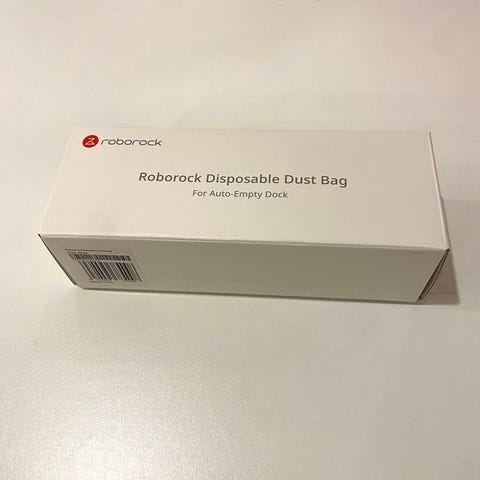 roborock
Roborock Disposable Dust Bag
For Auto-Empty Dock